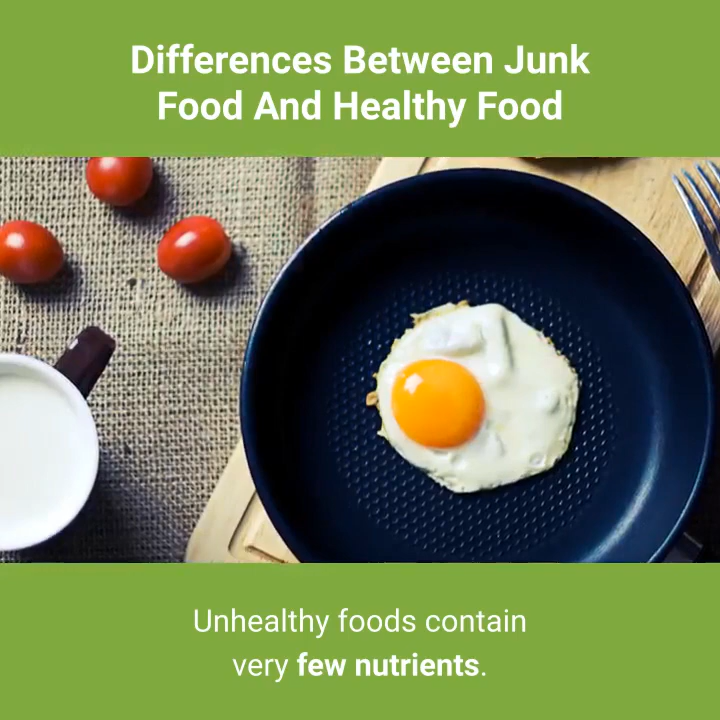 Differences Between Junk
Food And Healthy Food
Unhealthy foods contain
very few nutrients.